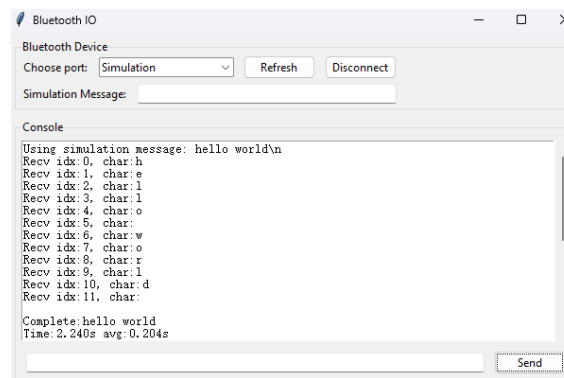 Bluetooth IO
Bluetooth Device
Choose port: Simulation Refresh Disconnect
Simulation Message:
Console
Using simulation message: hello world\n
Recv idx:0, char:h
Recv idx:1, char:e
Recv idx:2, char:l
Recv idx:3, char:l
Recv idx:4, char:o
Recv idx:5, char:
Recv idx:6, char:w
Recv idx:7, char:o
Recv idx:8, char:r
Recv idx:9, char:l
Recv idx:10, char:d
Recv idx:11, char:
Complete:hello world
Time:2.240s avg:0.204s
Send